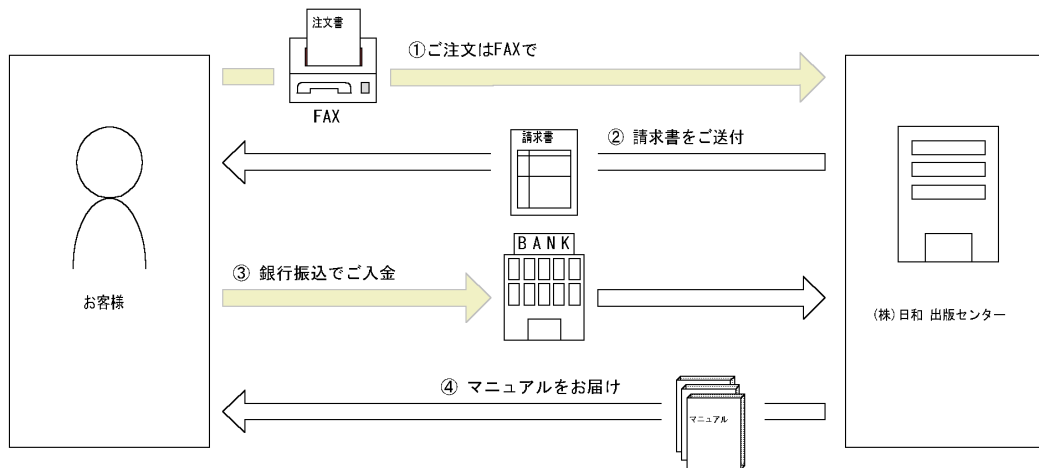 注文書
①ご注文はFAXで
FAX
請求書
② 請求書をご送付
BANK
③ 銀行振込でご入金
お客様
(株)日和 出版センター
④ マニュアルをお届け
マニュアル